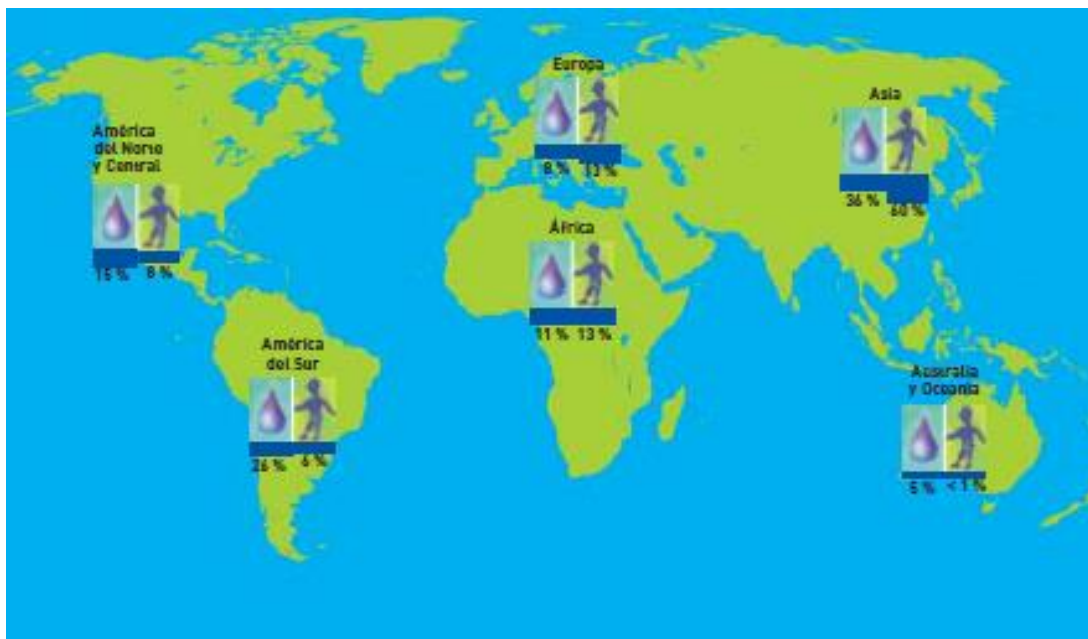 Europa
8 % 13 %
Asia
36 % 60 %
América
del Norte
y Central
15 % 8 %
África
11 % 13 %
América
del Sur
26 % 6 %
Australia
y Oceanía
5 % < 1 %